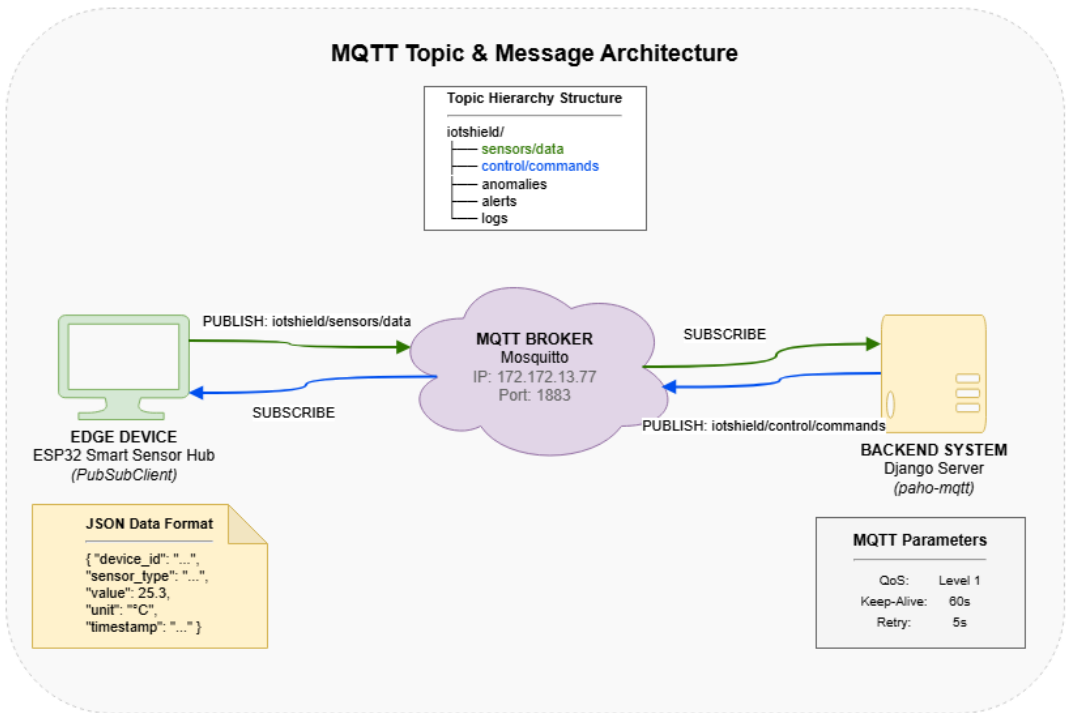 MQTT Topic & Message Architecture
Topic Hierarchy Structure
iotshield/
sensors/data
control/commands
anomalies
alerts
logs
PUBLISH: iotshield/sensors/data
SUBSCRIBE
MQTT BROKER
Mosquitto
IP: 172.172.13.77
Port: 1883
SUBSCRIBE
PUBLISH: iotshield/control/commands
EDGE DEVICE
ESP32 Smart Sensor Hub
(PubSubClient)
BACKEND SYSTEM
Django Server
(paho-mqtt)
JSON Data Format
{ "device_id": "...",
"sensor_type": "...",
"value": 25.3,
"unit": "°C",
"timestamp": "..." }
MQTT Parameters
QoS: Level 1
Keep-Alive: 60s
Retry: 5s